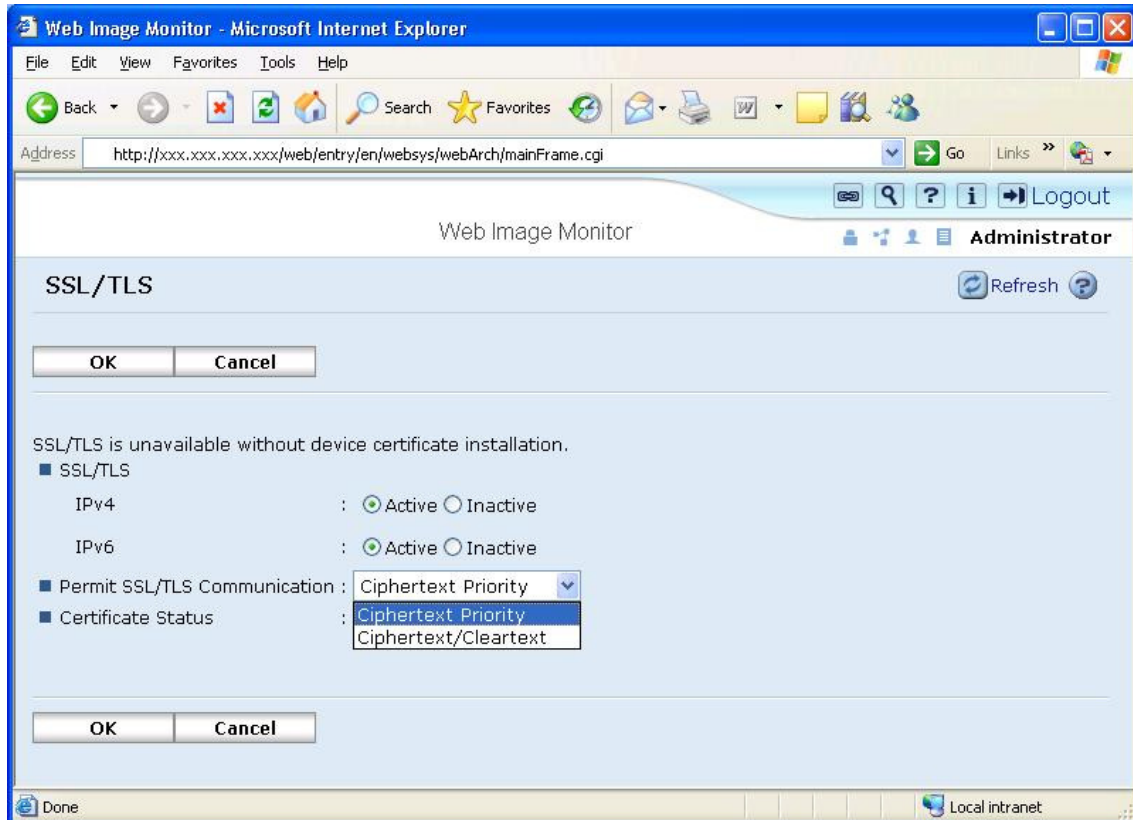 Web Image Monitor - Microsoft Internet Explorer
File Edit View Favorites Tools Help
Back Search Favorites W
Address http://xxx.xxx.xxx.xxx/web/entry/en/websys/webArch/mainFrame.cgi Go Links »
? i Logout
Web Image Monitor Administrator
SSL/TLS Refresh ?
OK Cancel
SSL/TLS is unavailable without device certificate installation.
SSL/TLS
IPv4 : Active Inactive
IPv6 : Active Inactive
Permit SSL/TLS Communication : Ciphertext Priority
Certificate Status : Ciphertext Priority
Ciphertext/Cleartext
OK Cancel
Done Local intranet